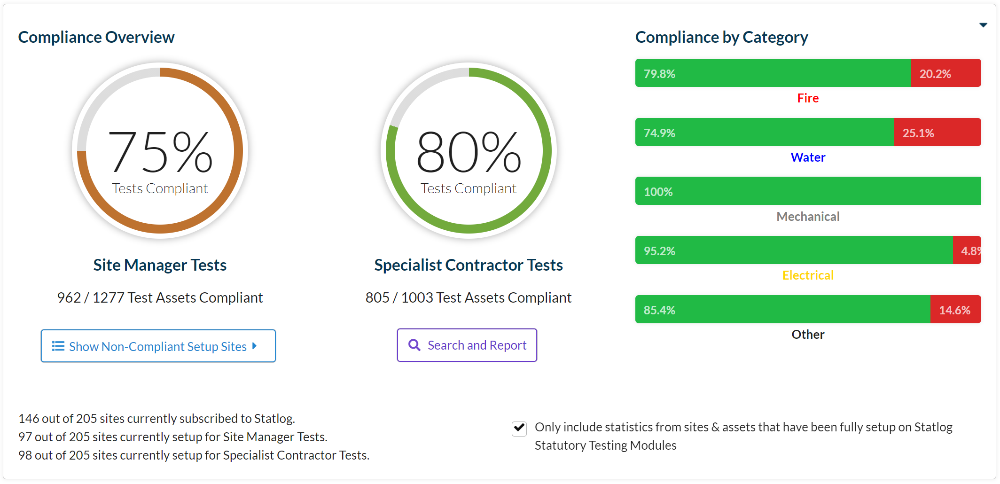 Compliance Overview
75%
Tests Compliant
Site Manager Tests
962 / 1277 Test Assets Compliant
Show Non-Compliant Setup Sites
80%
Tests Compliant
Specialist Contractor Tests
805 / 1003 Test Assets Compliant
Search and Report
Compliance by Category
79.8% 20.2%
Fire
74.9% 25.1%
Water
100%
Mechanical
95.2% 4.8%
Electrical
85.4% 14.6%
Other
146 out of 205 sites currently subscribed to Statlog.
97 out of 205 sites currently setup for Site Manager Tests.
98 out of 205 sites currently setup for Specialist Contractor Tests.
Only include statistics from sites & assets that have been fully setup on Statlog
Statutory Testing Modules